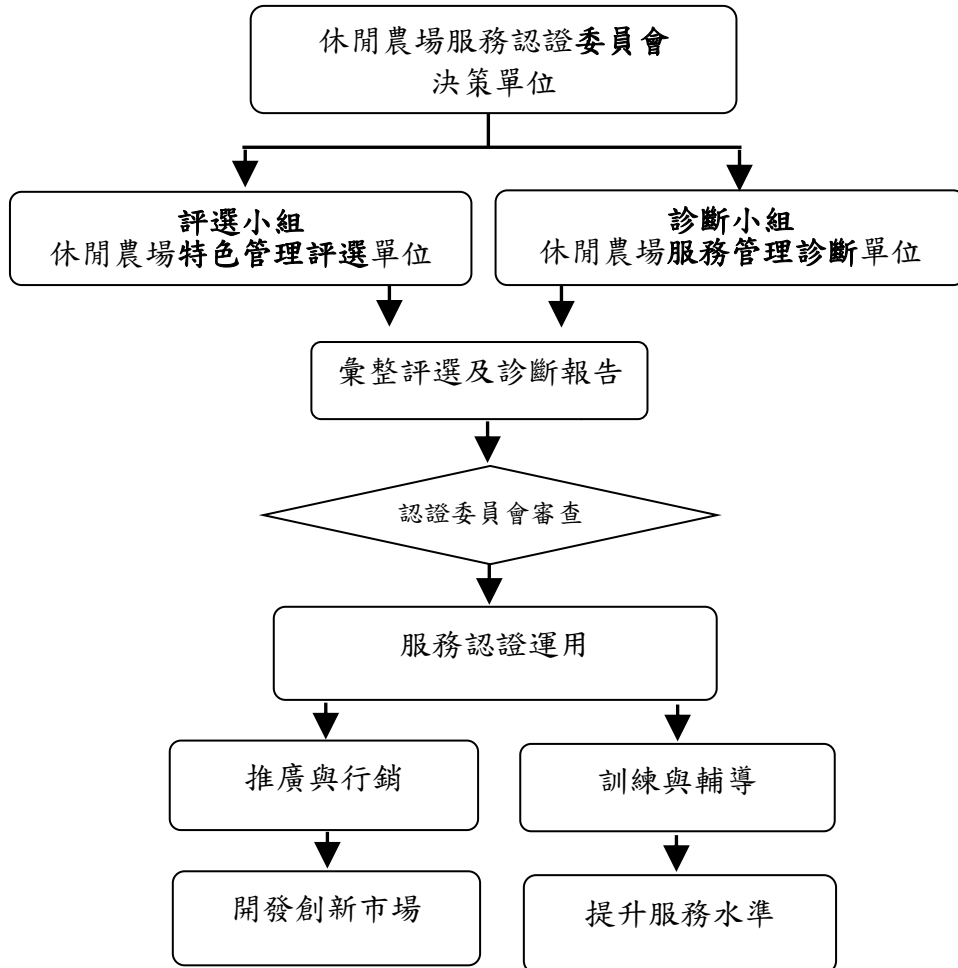 休閒農場服務認證委員會
決策單位
評選小組
休閒農場特色管理評選單位
診斷小組
休閒農場服務管理診斷單位
彙整評選及診斷報告
認證委員會審查
服務認證運用
推廣與行銷
訓練與輔導
開發創新市場
提升服務水準